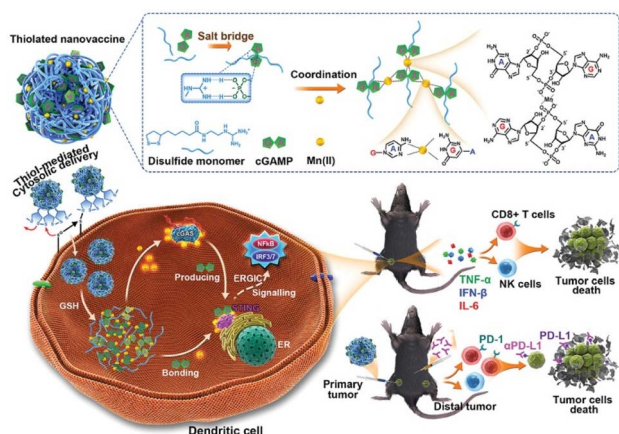 Thiolated nanovaccine
Salt bridge
Coordination
Disulfide monomer
cGAMP
Mn(II)
G
A
G
A
A
G
Mn
G
A
Thiol-mediated
cytosolic delivery
GSH
cGAS
Producing
Bonding
NFkB
IRF3/7
ERGIC
Signalling
STING
ER
Dendritic cell
TNF-α
IFN-β
IL-6
CD8+ T cells
NK cells
Tumor cells
death
Primary
tumor
Distal tumor
PD-1
αPD-L1
PD-L1
Tumor cells
death